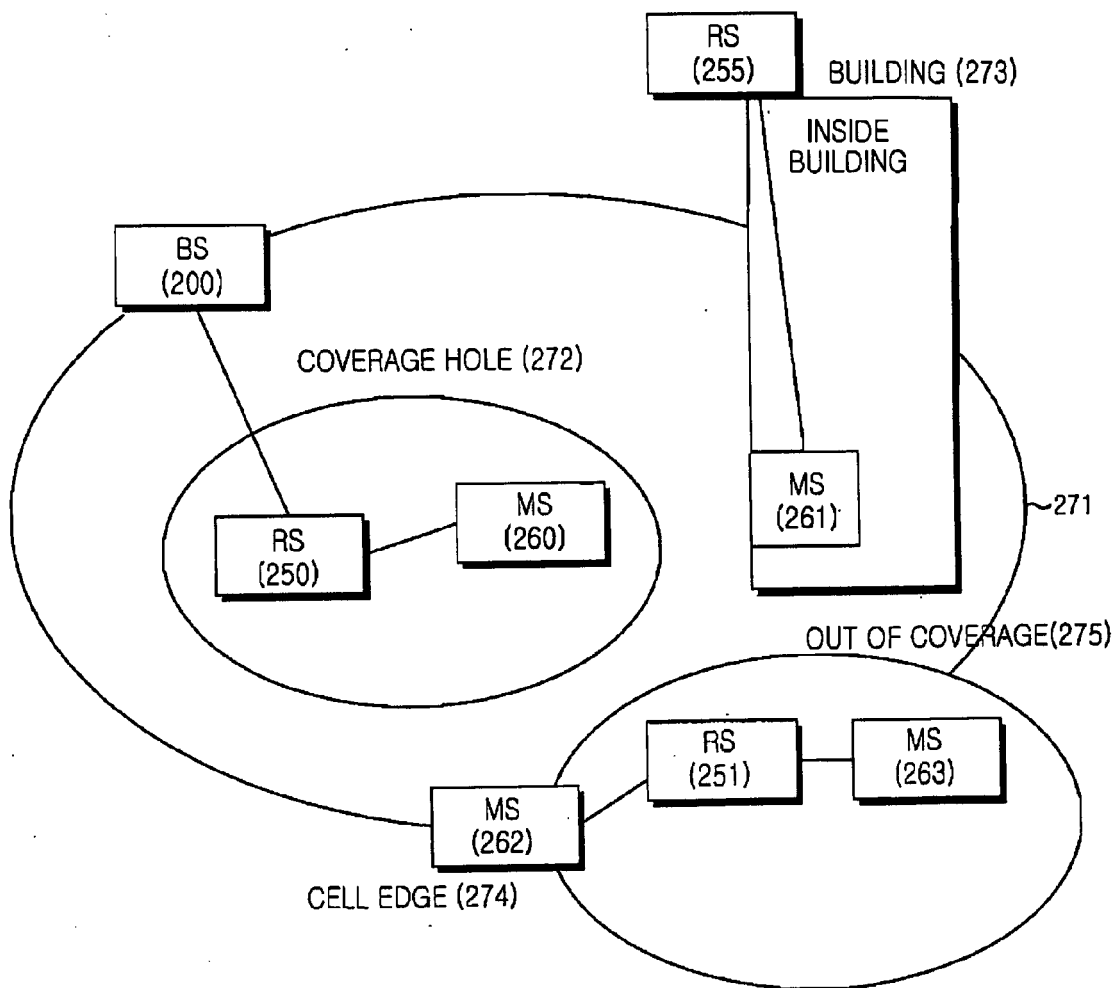 RS
(255)
BUILDING (273)
INSIDE
BUILDING
BS
(200)
COVERAGE HOLE (272)
MS
(260)
MS
(261)
RS
(250)
271
OUT OF COVERAGE(275)
RS
(251)
MS
(263)
MS
(262)
CELL EDGE (274)